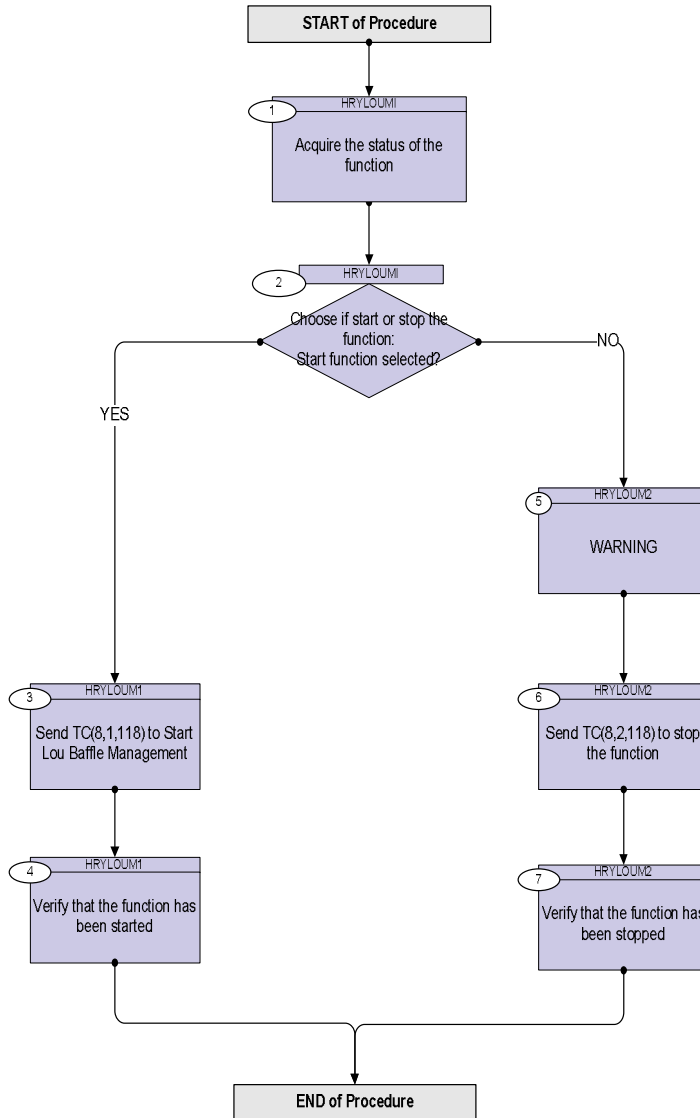 START of Procedure
HRYLOUMI
1
Acquire the status of the
function
HRYLOUMI
2
Choose if start or stop the
function:
Start function selected?
NO
YES
HRYLOUM2
5
WARNING
HRYLOUM1
3
Send TC(8,1,118) to Start
Lou Baffle Management
HRYLOUM2
6
Send TC(8,2,118) to stop
the function
HRYLOUM1
4
Verify that the function has
been started
HRYLOUM2
7
Verify that the function has
been stopped
END of Procedure